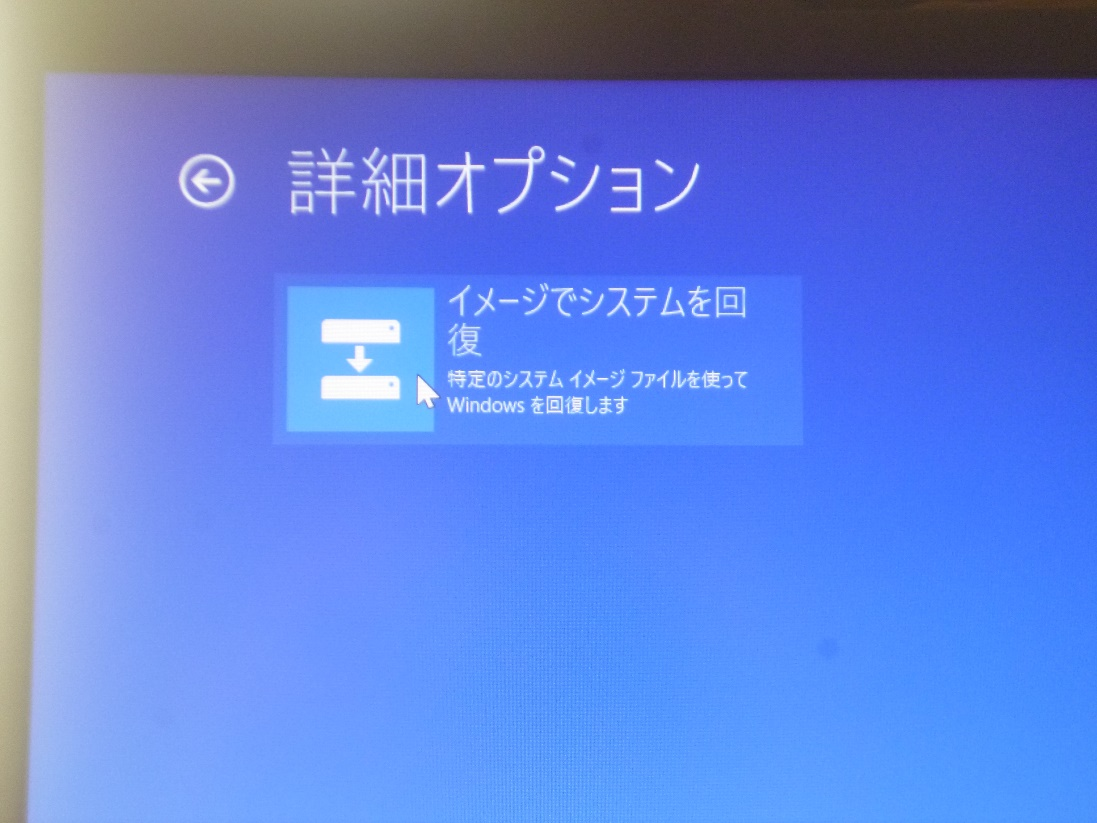 詳細オプション
イメージでシステムを回
復
特定のシステム イメージ ファイルを使って
Windows を回復します